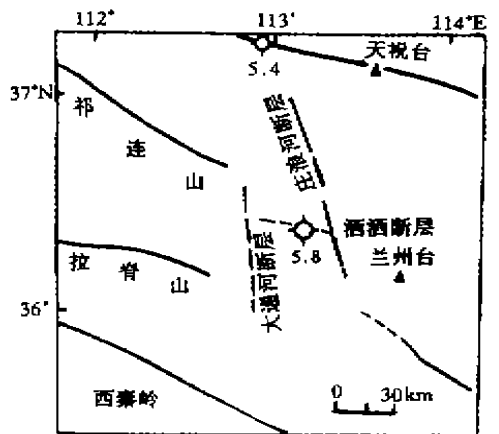 112°
113'
114°E
5.4
天祝台
37°N
祁连山
庄浪河断层
洒洒断层
5.8
兰州台
大通河断层
拉脊山
36°
西秦岭
0 30km